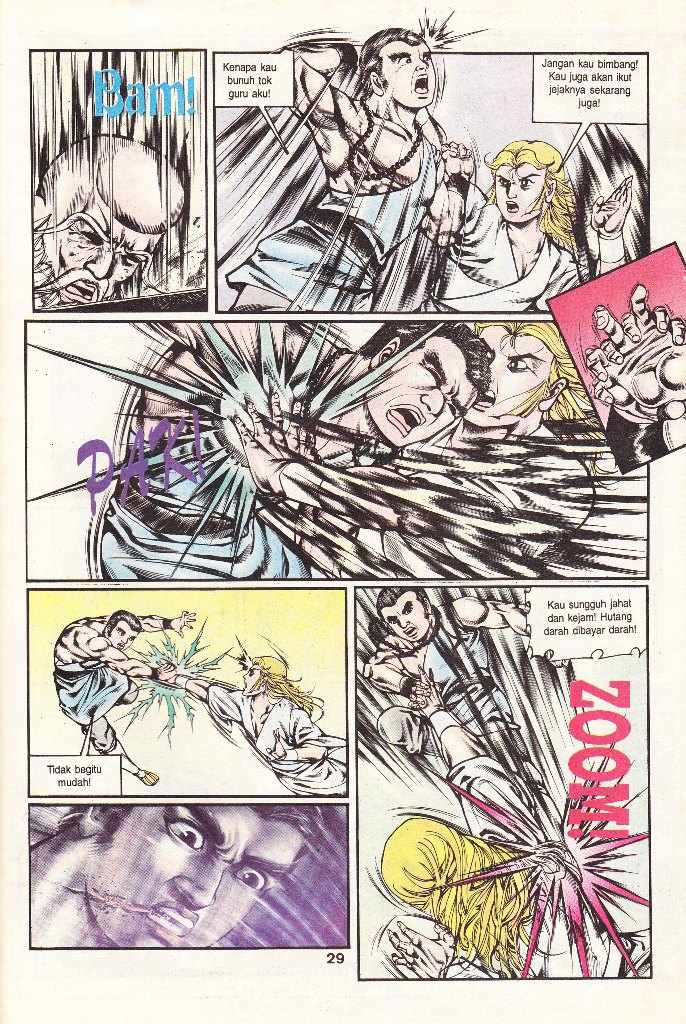 Bam!
Kenapa kau
bunuh tok
guru aku!
Jangan kau bimbang!
Kau juga akan ikut
jejaknya sekarang
juga!
PAK!
Tidak begitu
mudah!
Kau sungguh jahat
dan kejam! Hutang
darah dibayar darah!
ZOOM!
29